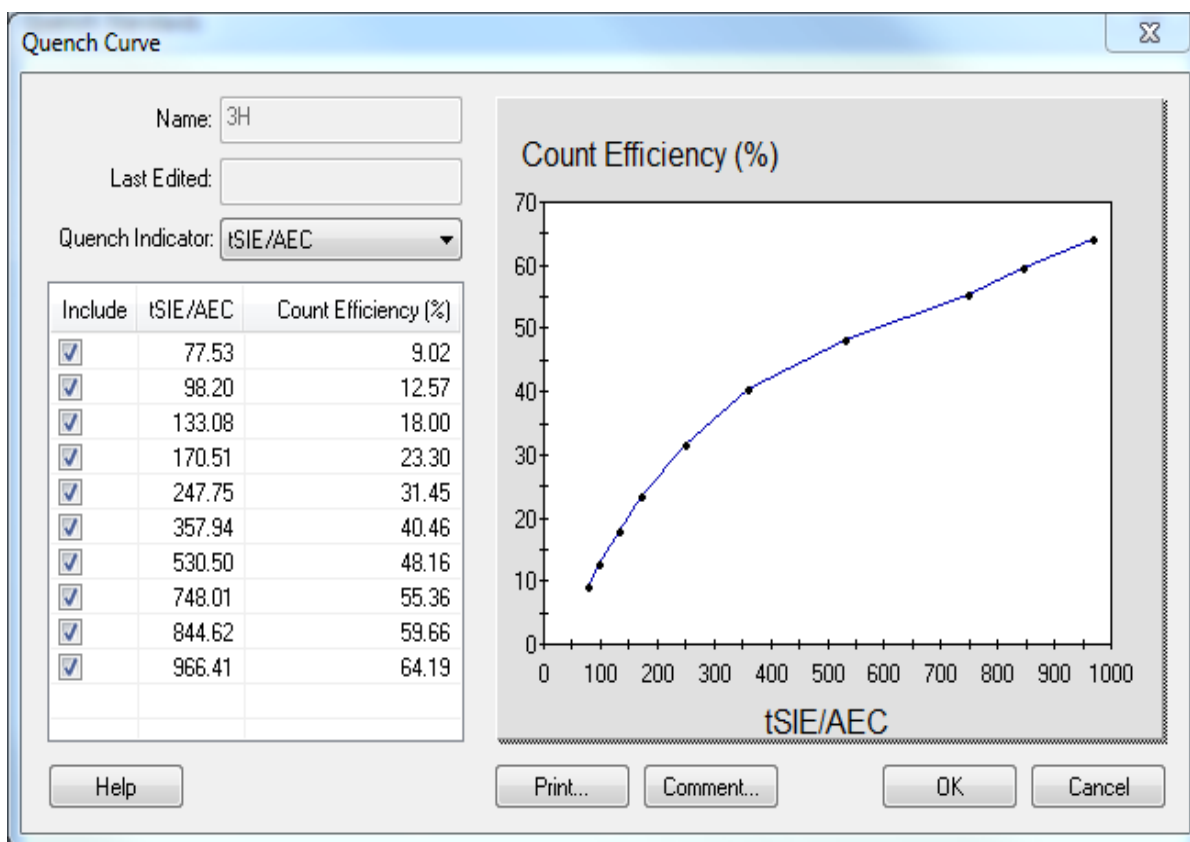 Quench Curve
Name: 3H
Last Edited:
Quench Indicator: tSIE/AEC
Include tSIE/AEC Count Efficiency (%)
77.53 9.02
98.20 12.57
133.08 18.00
170.51 23.30
247.75 31.45
357.94 40.46
530.50 48.16
748.01 55.36
844.62 59.66
966.41 64.19
Count Efficiency (%)
70
60
50
40
30
20
10
0
0 100 200 300 400 500 600 700 800 900 1000
tSIE/AEC
Help Print... Comment... OK Cancel